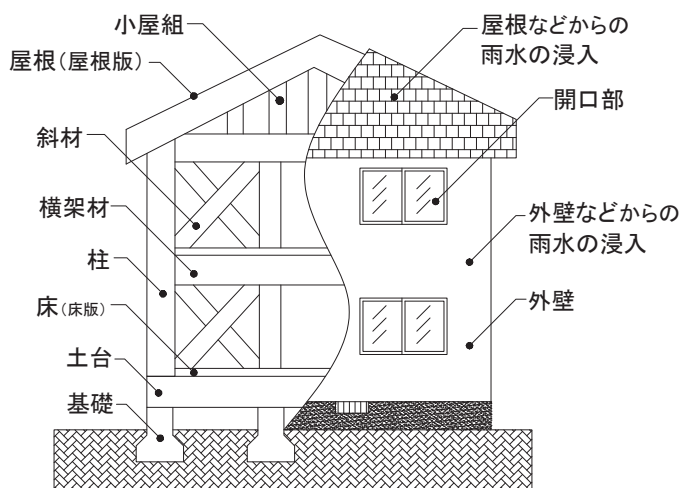 小屋組
屋根（屋根版）
斜材
横架材
柱
床（床版）
土台
基礎
屋根などからの
雨水の浸入
開口部
外壁などからの
雨水の浸入
外壁